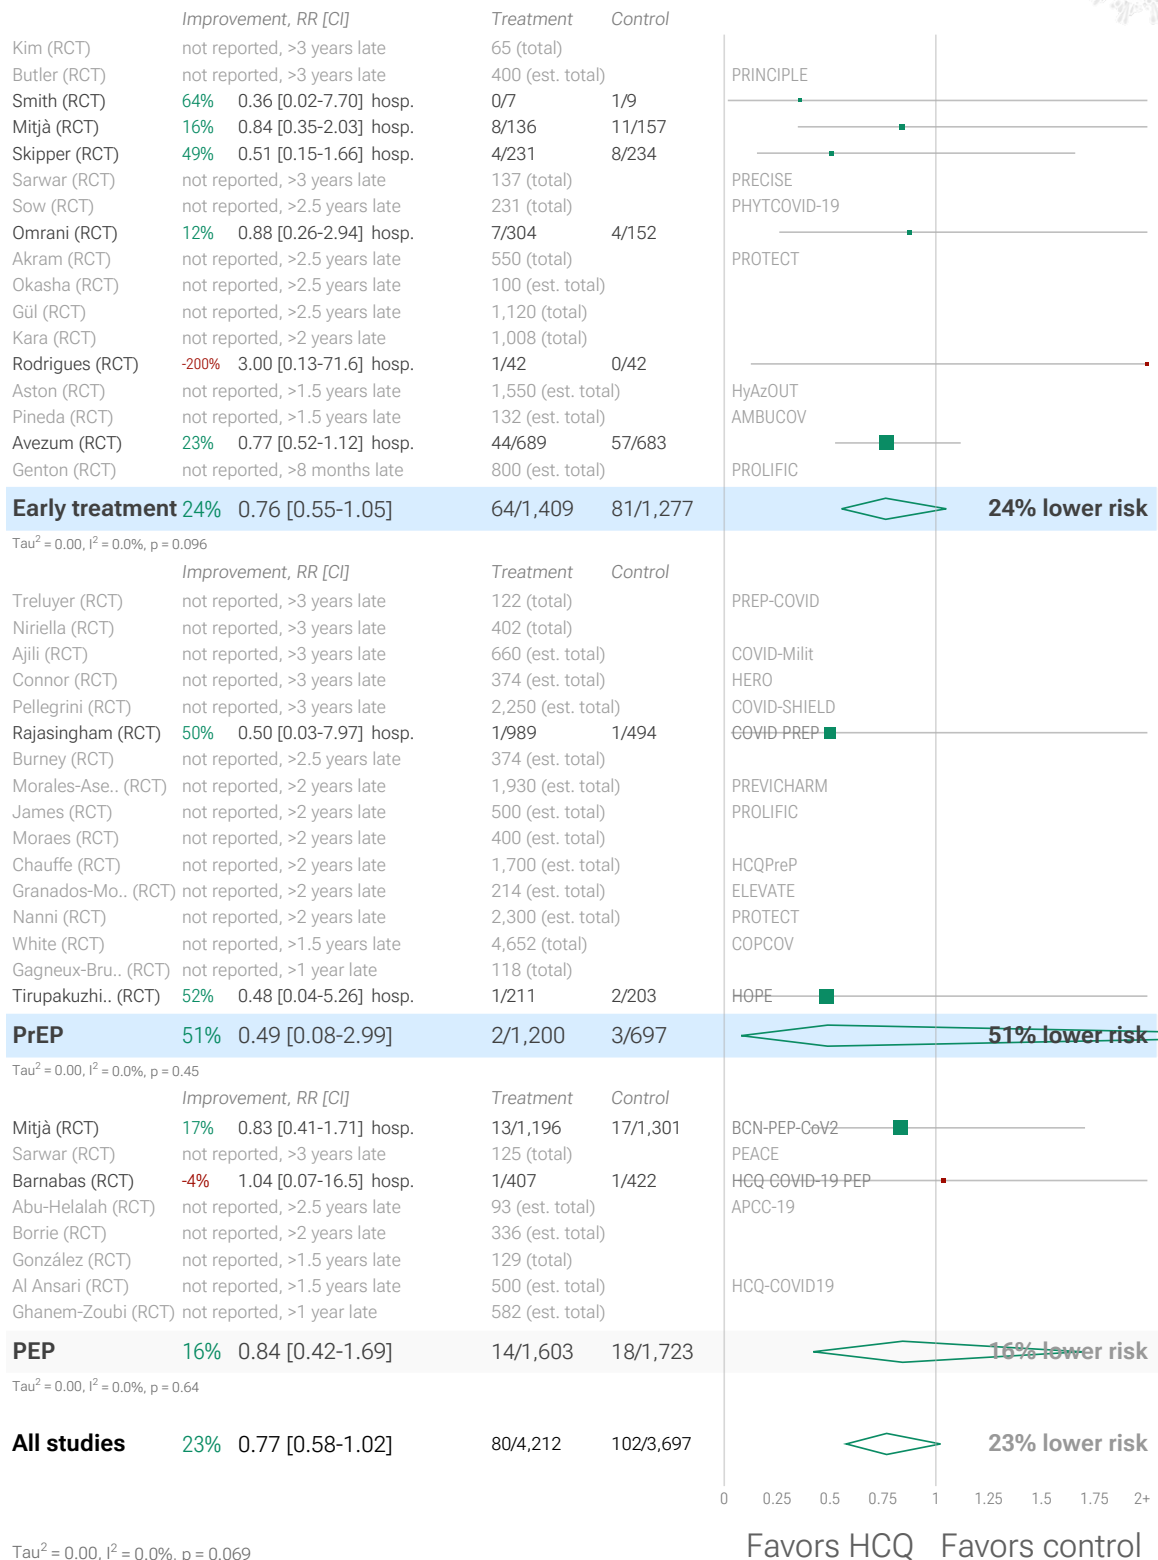 Improvement, RR [CI] Treatment Control
Kim (RCT) not reported, >3 years late 65 (total)
Butler (RCT) not reported, >3 years late 400 (est. total) PRINCIPLE
Smith (RCT) 64% 0.36 [0.02-7.70] hosp. 0/7 1/9
Mitjà (RCT) 16% 0.84 [0.35-2.03] hosp. 8/136 11/157
Skipper (RCT) 49% 0.51 [0.15-1.66] hosp. 4/231 8/234
Sarwar (RCT) not reported, >3 years late 137 (total) PRECISE
Sow (RCT) not reported, >2.5 years late 231 (total) PHYTCOVID-19
Omrani (RCT) 12% 0.88 [0.26-2.94] hosp. 7/304 4/152
Akram (RCT) not reported, >2.5 years late 550 (total) PROTECT
Okasha (RCT) not reported, >2.5 years late 100 (est. total)
Gül (RCT) not reported, >2.5 years late 1,120 (total)
Kara (RCT) not reported, >2 years late 1,008 (total)
Rodrigues (RCT) -200% 3.00 [0.13-71.6] hosp. 1/42 0/42
Aston (RCT) not reported, >1.5 years late 1,550 (est. total) HyAzOUT
Pineda (RCT) not reported, >1.5 years late 132 (total) AMBUCOV
Avezum (RCT) 23% 0.77 [0.52-1.12] hosp. 44/689 57/683
Genton (RCT) not reported, >8 months late 800 (est. total) PROLIFIC
Early treatment 24% 0.76 [0.55-1.05] 64/1,409 81/1,277 24% lower risk
Tau² = 0.00, I² = 0.0%, p = 0.096
Improvement, RR [CI] Treatment Control
Treluyer (RCT) not reported, >3 years late 122 (total) PREP-COVID
Niriella (RCT) not reported, >3 years late 402 (total)
Ajili (RCT) not reported, >3 years late 660 (est. total) COVID-Milit
Connor (RCT) not reported, >3 years late 374 (est. total) HERO
Pellegrini (RCT) not reported, >3 years late 2,250 (est. total) COVID-SHIELD
Rajasingham (RCT) 50% 0.50 [0.03-7.97] hosp. 1/989 1/494 COVID PREP
Burney (RCT) not reported, >2.5 years late 374 (est. total)
Morales-Ase.. (RCT) not reported, >2 years late 1,930 (est. total) PREVICHARM
James (RCT) not reported, >2 years late 500 (est. total) PROLIFIC
Moraes (RCT) not reported, >2 years late 400 (est. total)
Chauffe (RCT) not reported, >2 years late 1,700 (est. total) HCQPreP
Granados-Mo.. (RCT) not reported, >2 years late 214 (est. total) ELEVATE
Nanni (RCT) not reported, >2 years late 2,300 (est. total) PROTECT
White (RCT) not reported, >1.5 years late 4,652 (total) COPCOV
Gagneux-Bru.. (RCT) not reported, >1 year late 118 (total)
Tirupakuzhi.. (RCT) 52% 0.48 [0.04-5.26] hosp. 1/211 2/203 HOPE
PrEP 51% 0.49 [0.08-2.99] 2/1,200 3/697 51% lower risk
Tau² = 0.00, I² = 0.0%, p = 0.45
Improvement, RR [CI] Treatment Control
Mitjà (RCT) 17% 0.83 [0.41-1.71] hosp. 13/1,196 17/1,301 BCN-PEP-CoV2
Sarwar (RCT) not reported, >3 years late 125 (total) PEACE
Barnabas (RCT) -4% 1.04 [0.07-16.5] hosp. 1/407 1/422 HCQ COVID-19 PEP
Abu-Helalah (RCT) not reported, >2.5 years late 93 (est. total) APCC-19
Borrie (RCT) not reported, >2 years late 336 (est. total)
González (RCT) not reported, >1.5 years late 129 (total)
Al Ansari (RCT) not reported, >1.5 years late 500 (est. total) HCQ-COVID19
Ghanem-Zoubi (RCT) not reported, >1 year late 582 (est. total)
PEP 16% 0.84 [0.42-1.69] 14/1,603 18/1,723 16% lower risk
Tau² = 0.00, I² = 0.0%, p = 0.64
All studies 23% 0.77 [0.58-1.02] 80/4,212 102/3,697 23% lower risk
0 0.25 0.5 0.75 1 1.25 1.5 1.75 2+
Tau² = 0.00, I² = 0.0%, p = 0.069 Favors HCQ Favors control